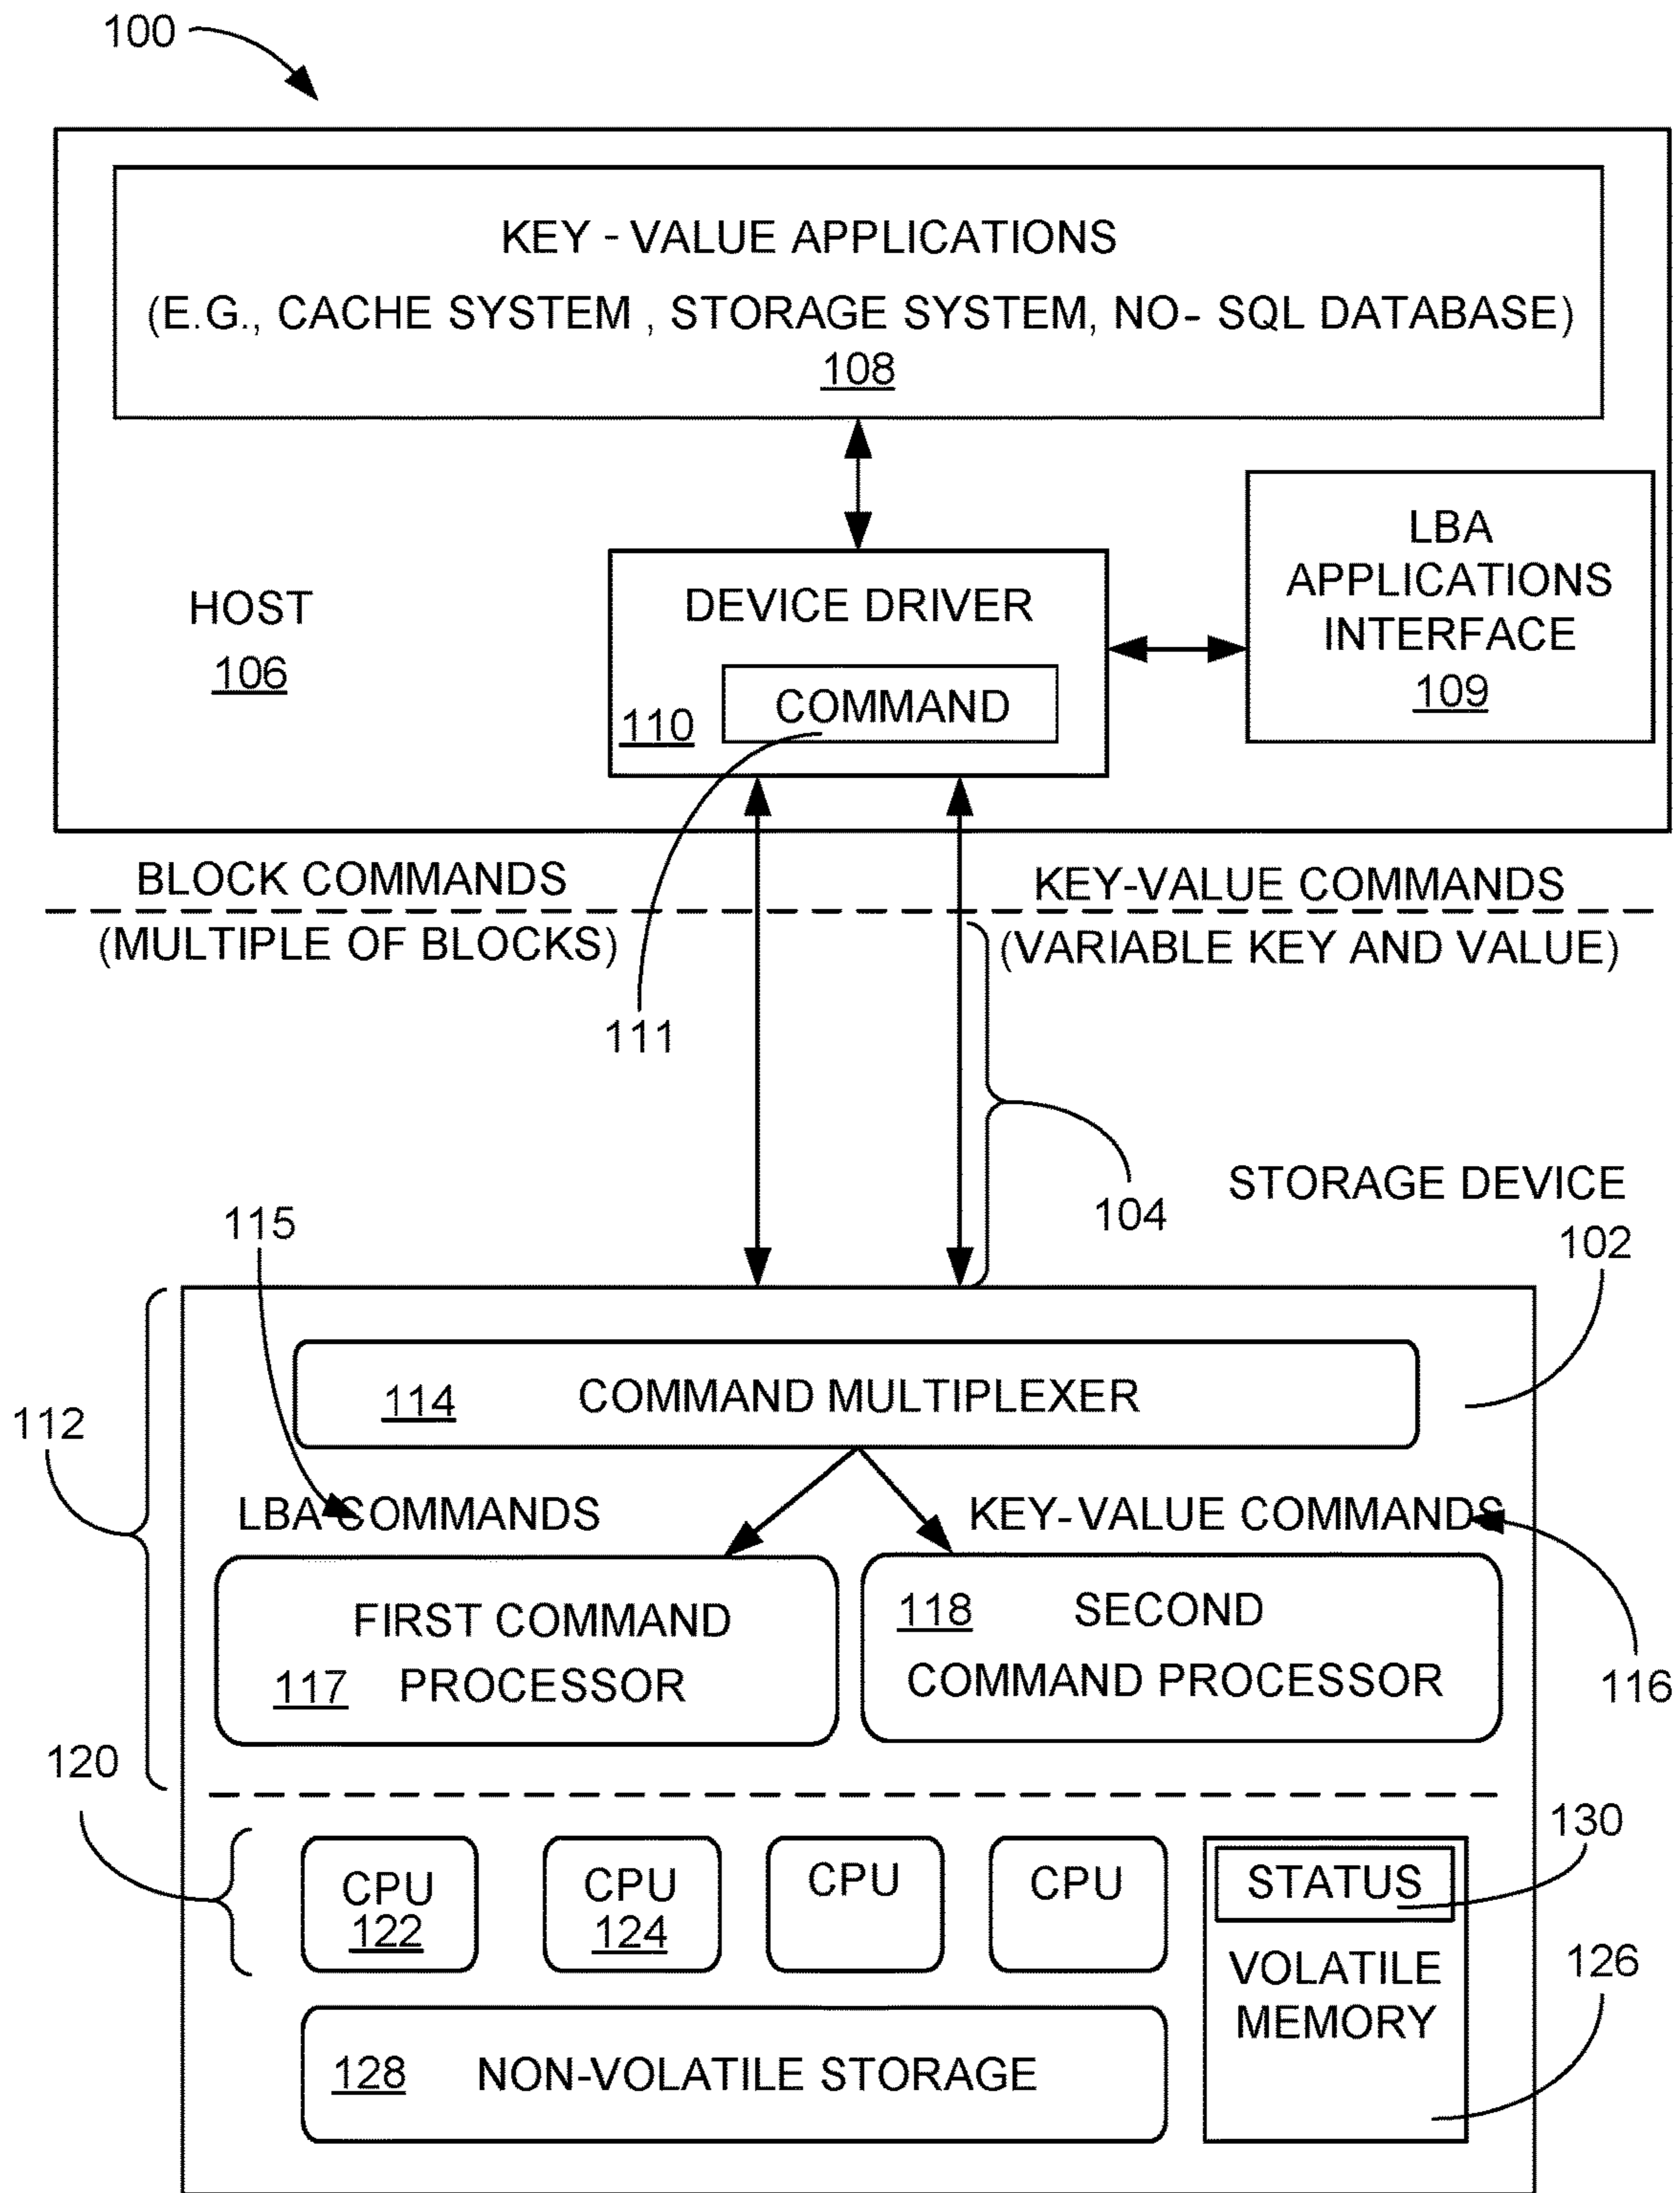 100
KEY - VALUE APPLICATIONS
(E.G., CACHE SYSTEM , STORAGE SYSTEM, NO- SQL DATABASE)
108
HOST
106
DEVICE DRIVER
110
COMMAND
LBA
APPLICATIONS
INTERFACE
109
BLOCK COMMANDS
(MULTIPLE OF BLOCKS)
KEY-VALUE COMMANDS
(VARIABLE KEY AND VALUE)
111
104
STORAGE DEVICE
102
115
112
114 COMMAND MULTIPLEXER
LBA COMMANDS
KEY-VALUE COMMANDS
FIRST COMMAND
117 PROCESSOR
118 SECOND
COMMAND PROCESSOR
116
120
CPU
122
CPU
124
CPU
CPU
STATUS
130
VOLATILE
MEMORY
126
128 NON-VOLATILE STORAGE